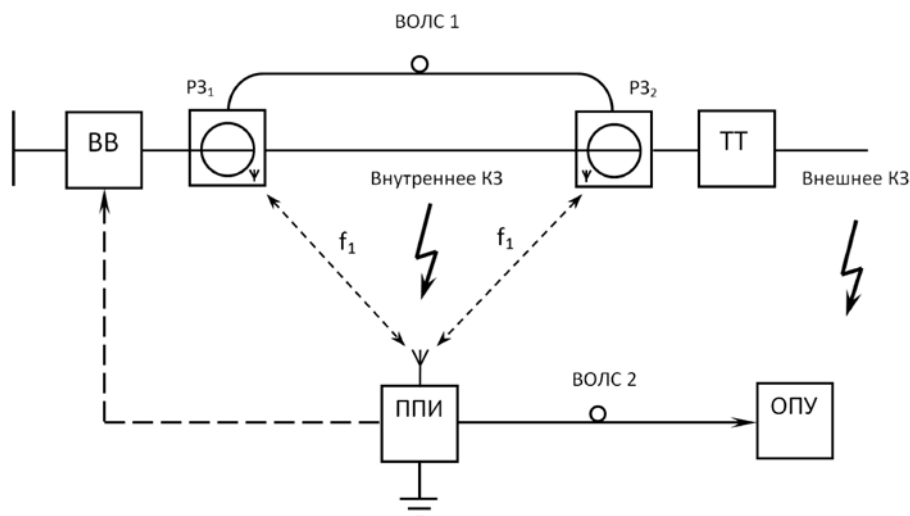 ВОЛС 1
РЗ₁
РЗ₂
ВВ
ТТ
Внутреннее КЗ
Внешнее КЗ
f₁
f₁
ВОЛС 2
ППИ
ОПУ